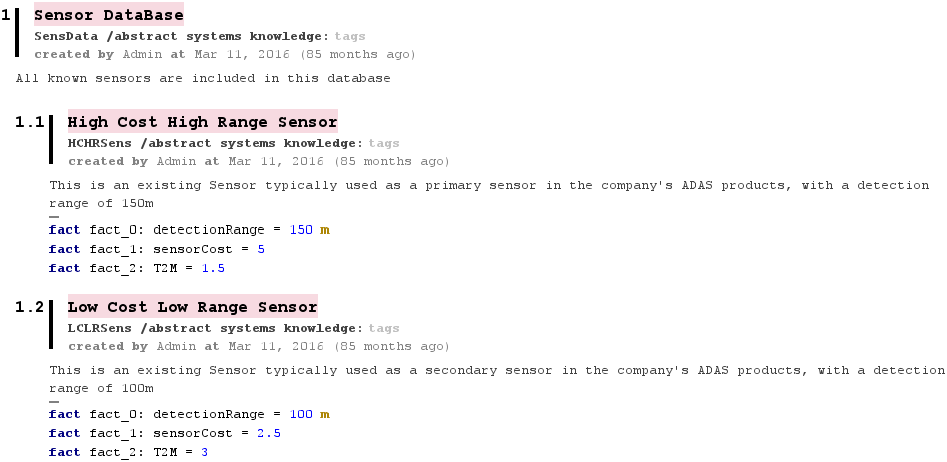 1 Sensor DataBase
SensData /abstract systems knowledge: tags
created by Admin at Mar 11, 2016 (85 months ago)
All known sensors are included in this database
1.1 High Cost High Range Sensor
HCHRSens /abstract systems knowledge: tags
created by Admin at Mar 11, 2016 (85 months ago)
This is an existing Sensor typically used as a primary sensor in the company's ADAS products, with a detection
range of 150m
fact fact_0: detectionRange = 150 m
fact fact_1: sensorCost = 5
fact fact_2: T2M = 1.5
1.2 Low Cost Low Range Sensor
LCLRSens /abstract systems knowledge: tags
created by Admin at Mar 11, 2016 (85 months ago)
This is an existing Sensor typically used as a secondary sensor in the company's ADAS products, with a detection
range of 100m
fact fact_0: detectionRange = 100 m
fact fact_1: sensorCost = 2.5
fact fact_2: T2M = 3